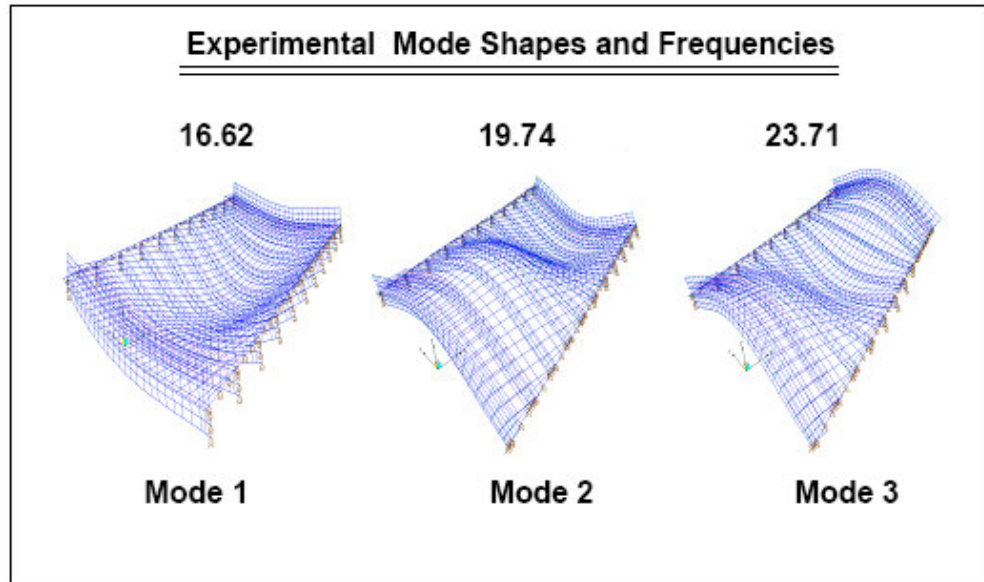 Experimental Mode Shapes and Frequencies
16.62 19.74 23.71
Mode 1 Mode 2 Mode 3